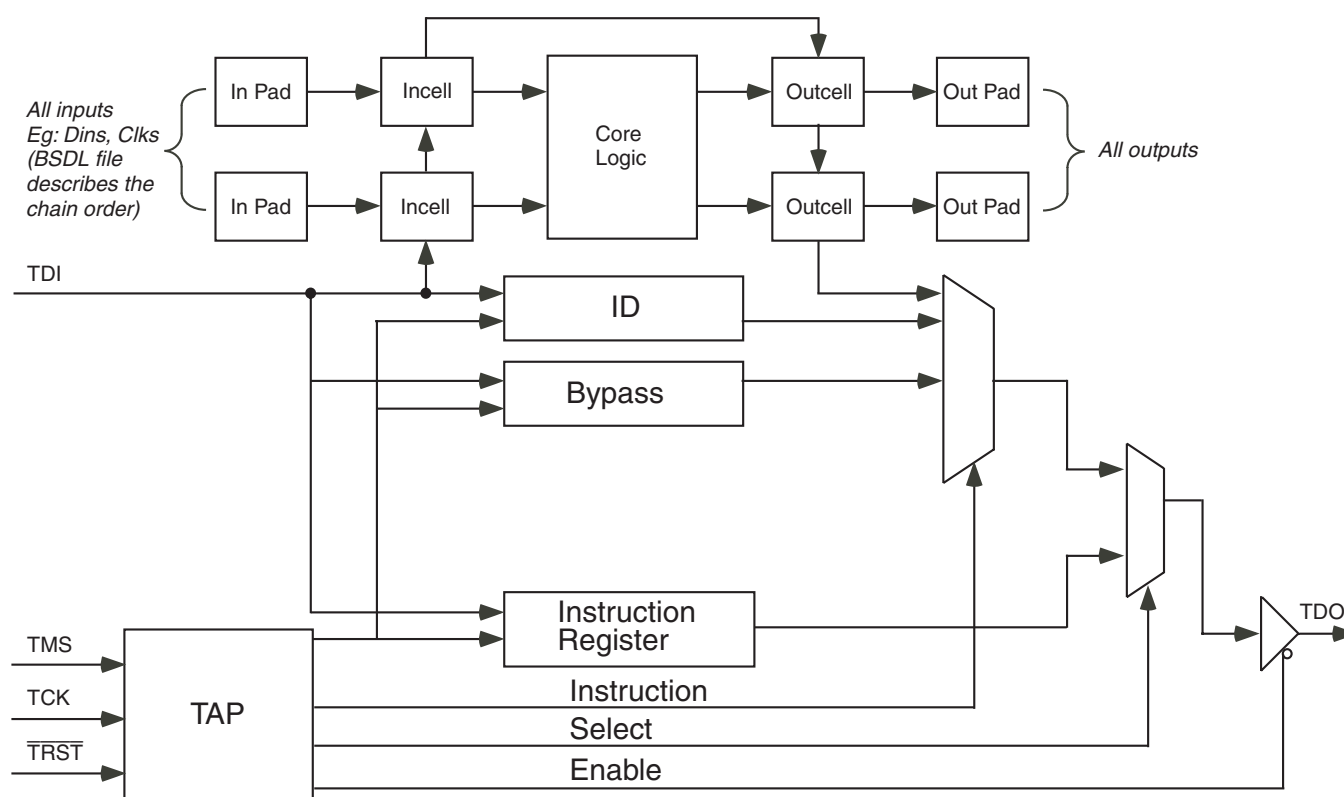 All inputs
Eg: Dins, Clks
(BSDL file
describes the
chain order)
In Pad
Incell
Core
Logic
Outcell
Out Pad
In Pad
Incell
Outcell
Out Pad
All outputs
TDI
ID
Bypass
Instruction
Register
TMS
TCK
TRST
TAP
Instruction
Select
Enable
TDO